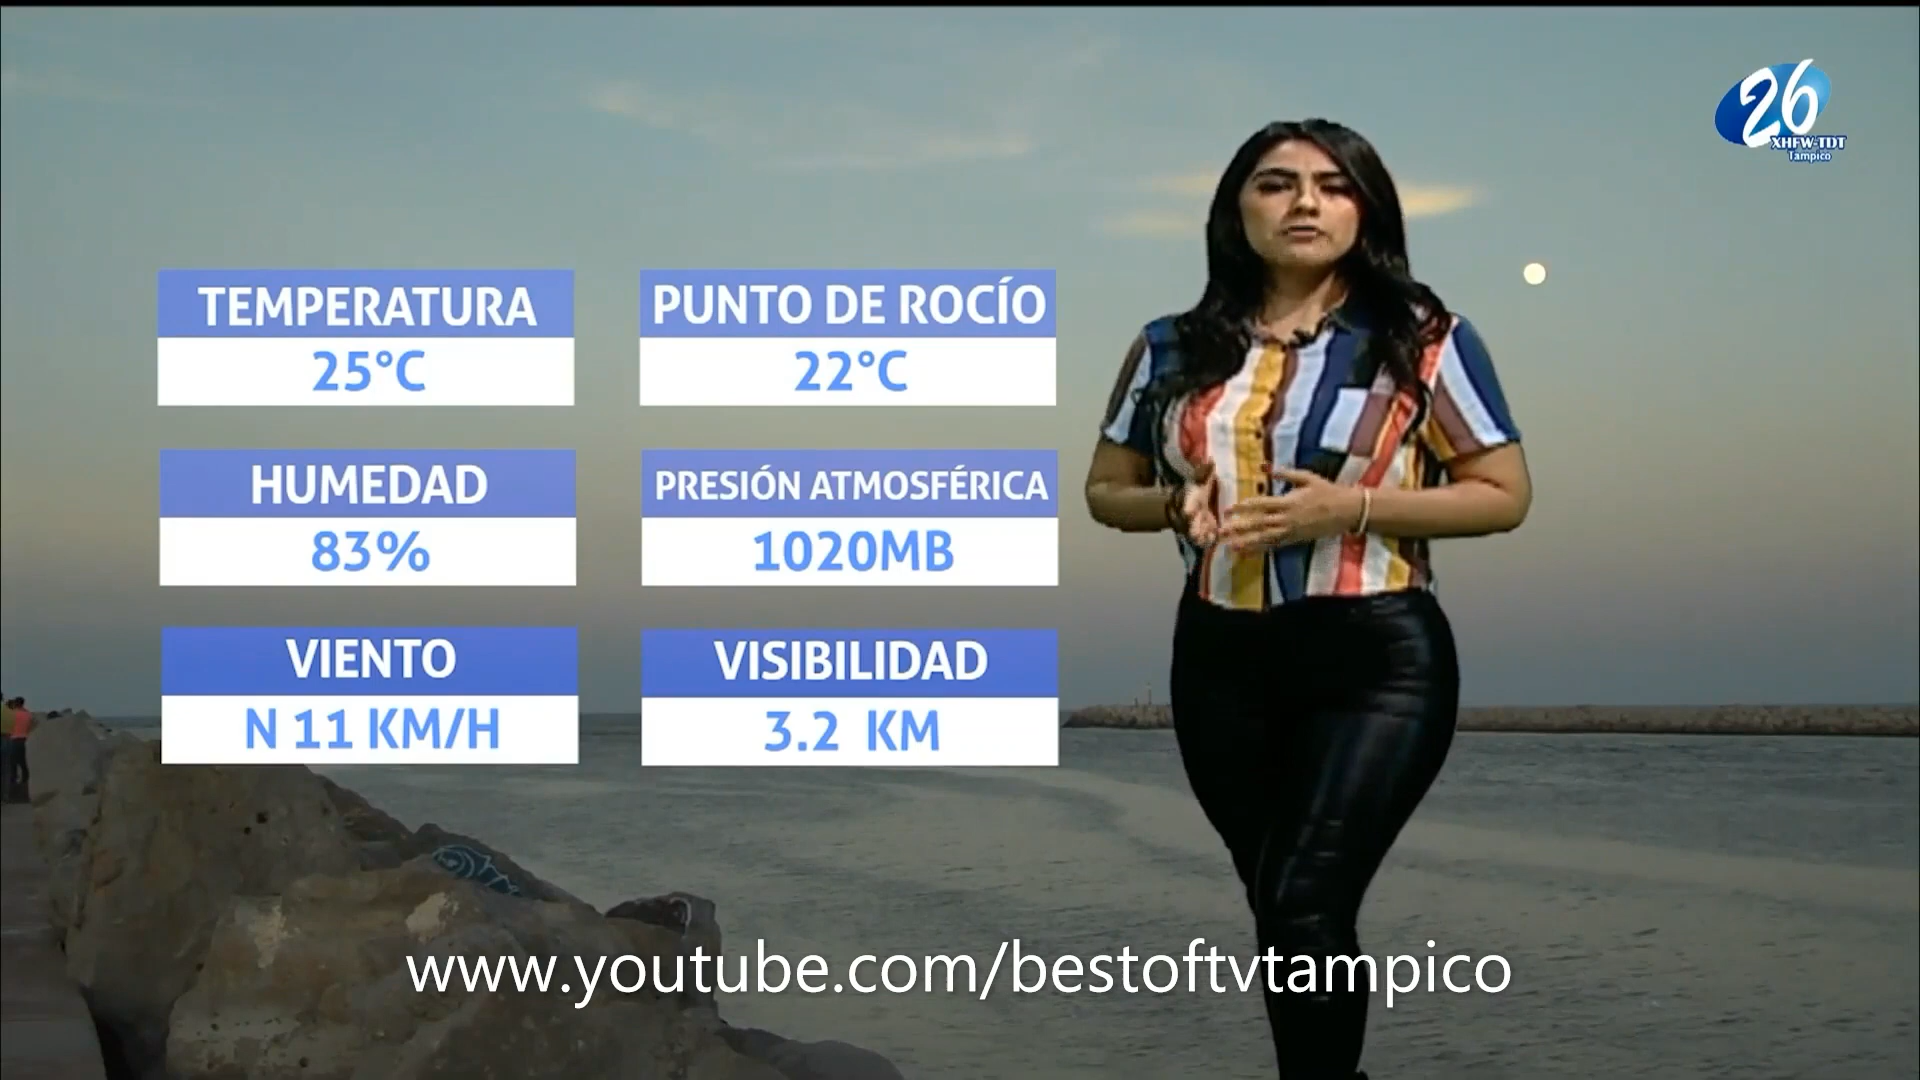 26
XHFW-TDT
Tampico
TEMPERATURA
25°C
PUNTO DE ROCÍO
22°C
HUMEDAD
83%
PRESIÓN ATMOSFÉRICA
1020MB
VIENTO
N 11 KM/H
VISIBILIDAD
3.2 KM
www.youtube.com/bestoftvtampico